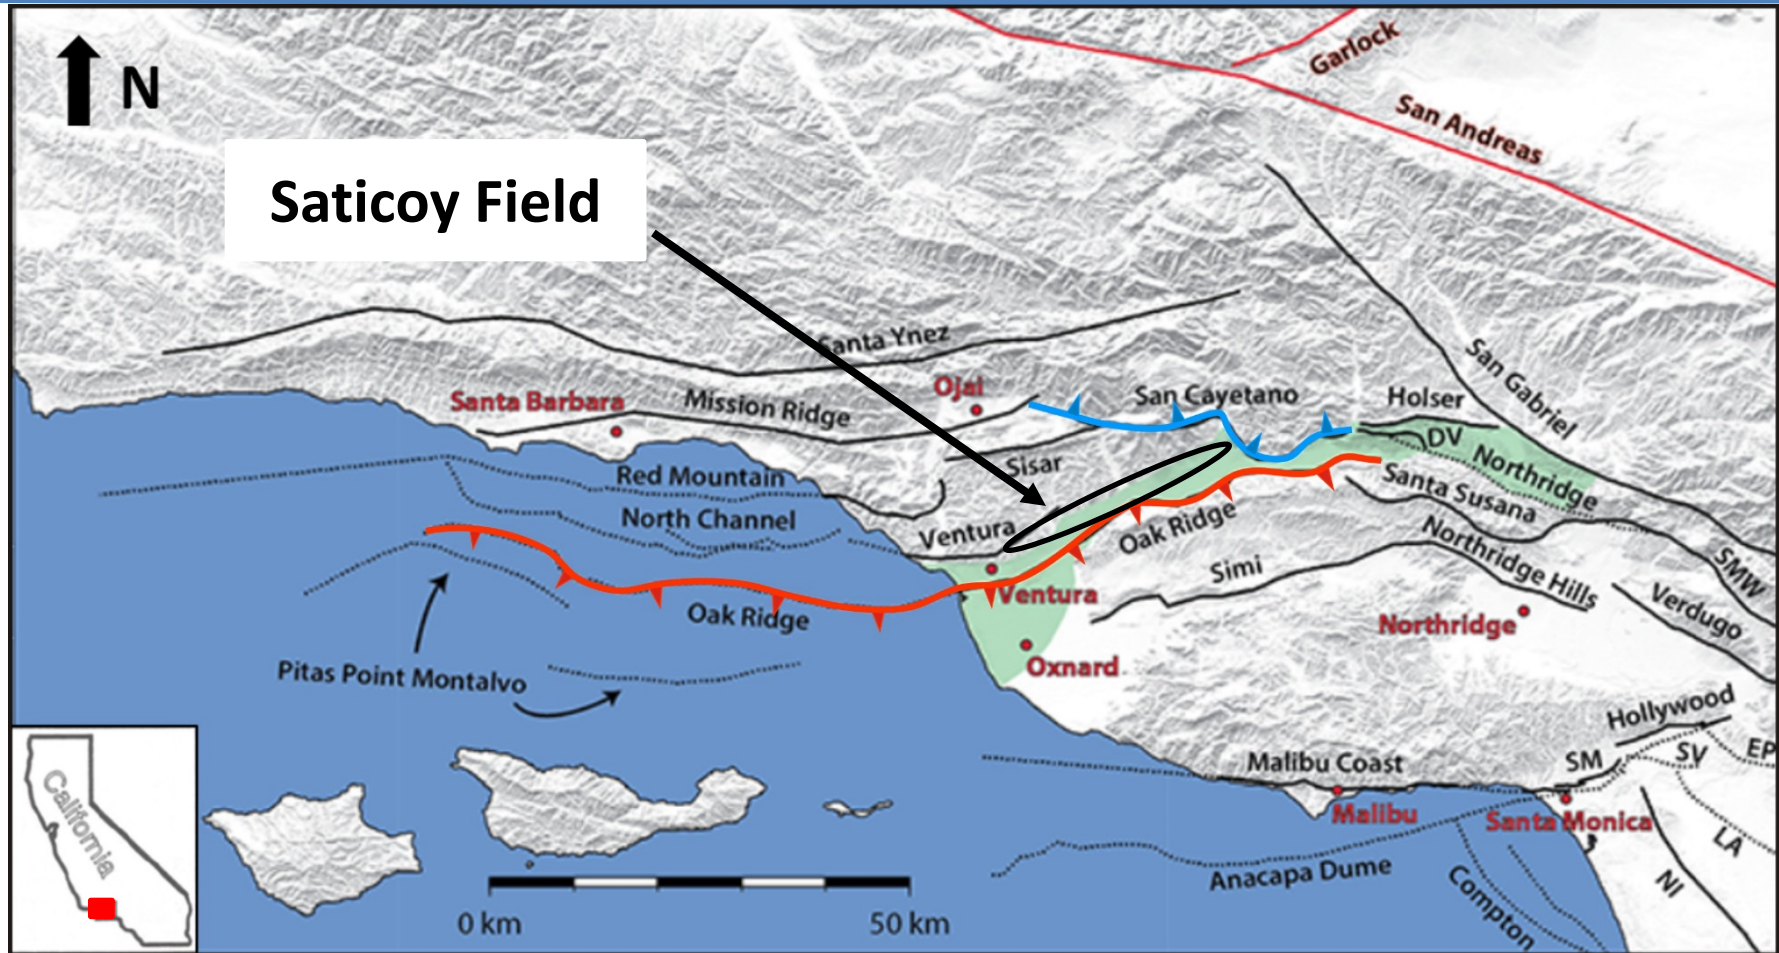 N
Garlock
San Andreas
Saticoy Field
Santa Ynez
San Gabriel
Santa Barbara
Mission Ridge
Ojai
San Cayetano
Holser
DV
Northridge
Red Mountain
Sisar
Santa Susana
North Channel
Ventura
Oak Ridge
Northridge Hills
SMW
Simi
Verdugo
Ventura
Oak Ridge
Northridge
Oxnard
Pitas Point Montalvo
Hollywood
California
Malibu Coast
SM
SV
EP
Malibu
Santa Monica
LA
Anacapa Dume
NI
Compton
0 km
50 km